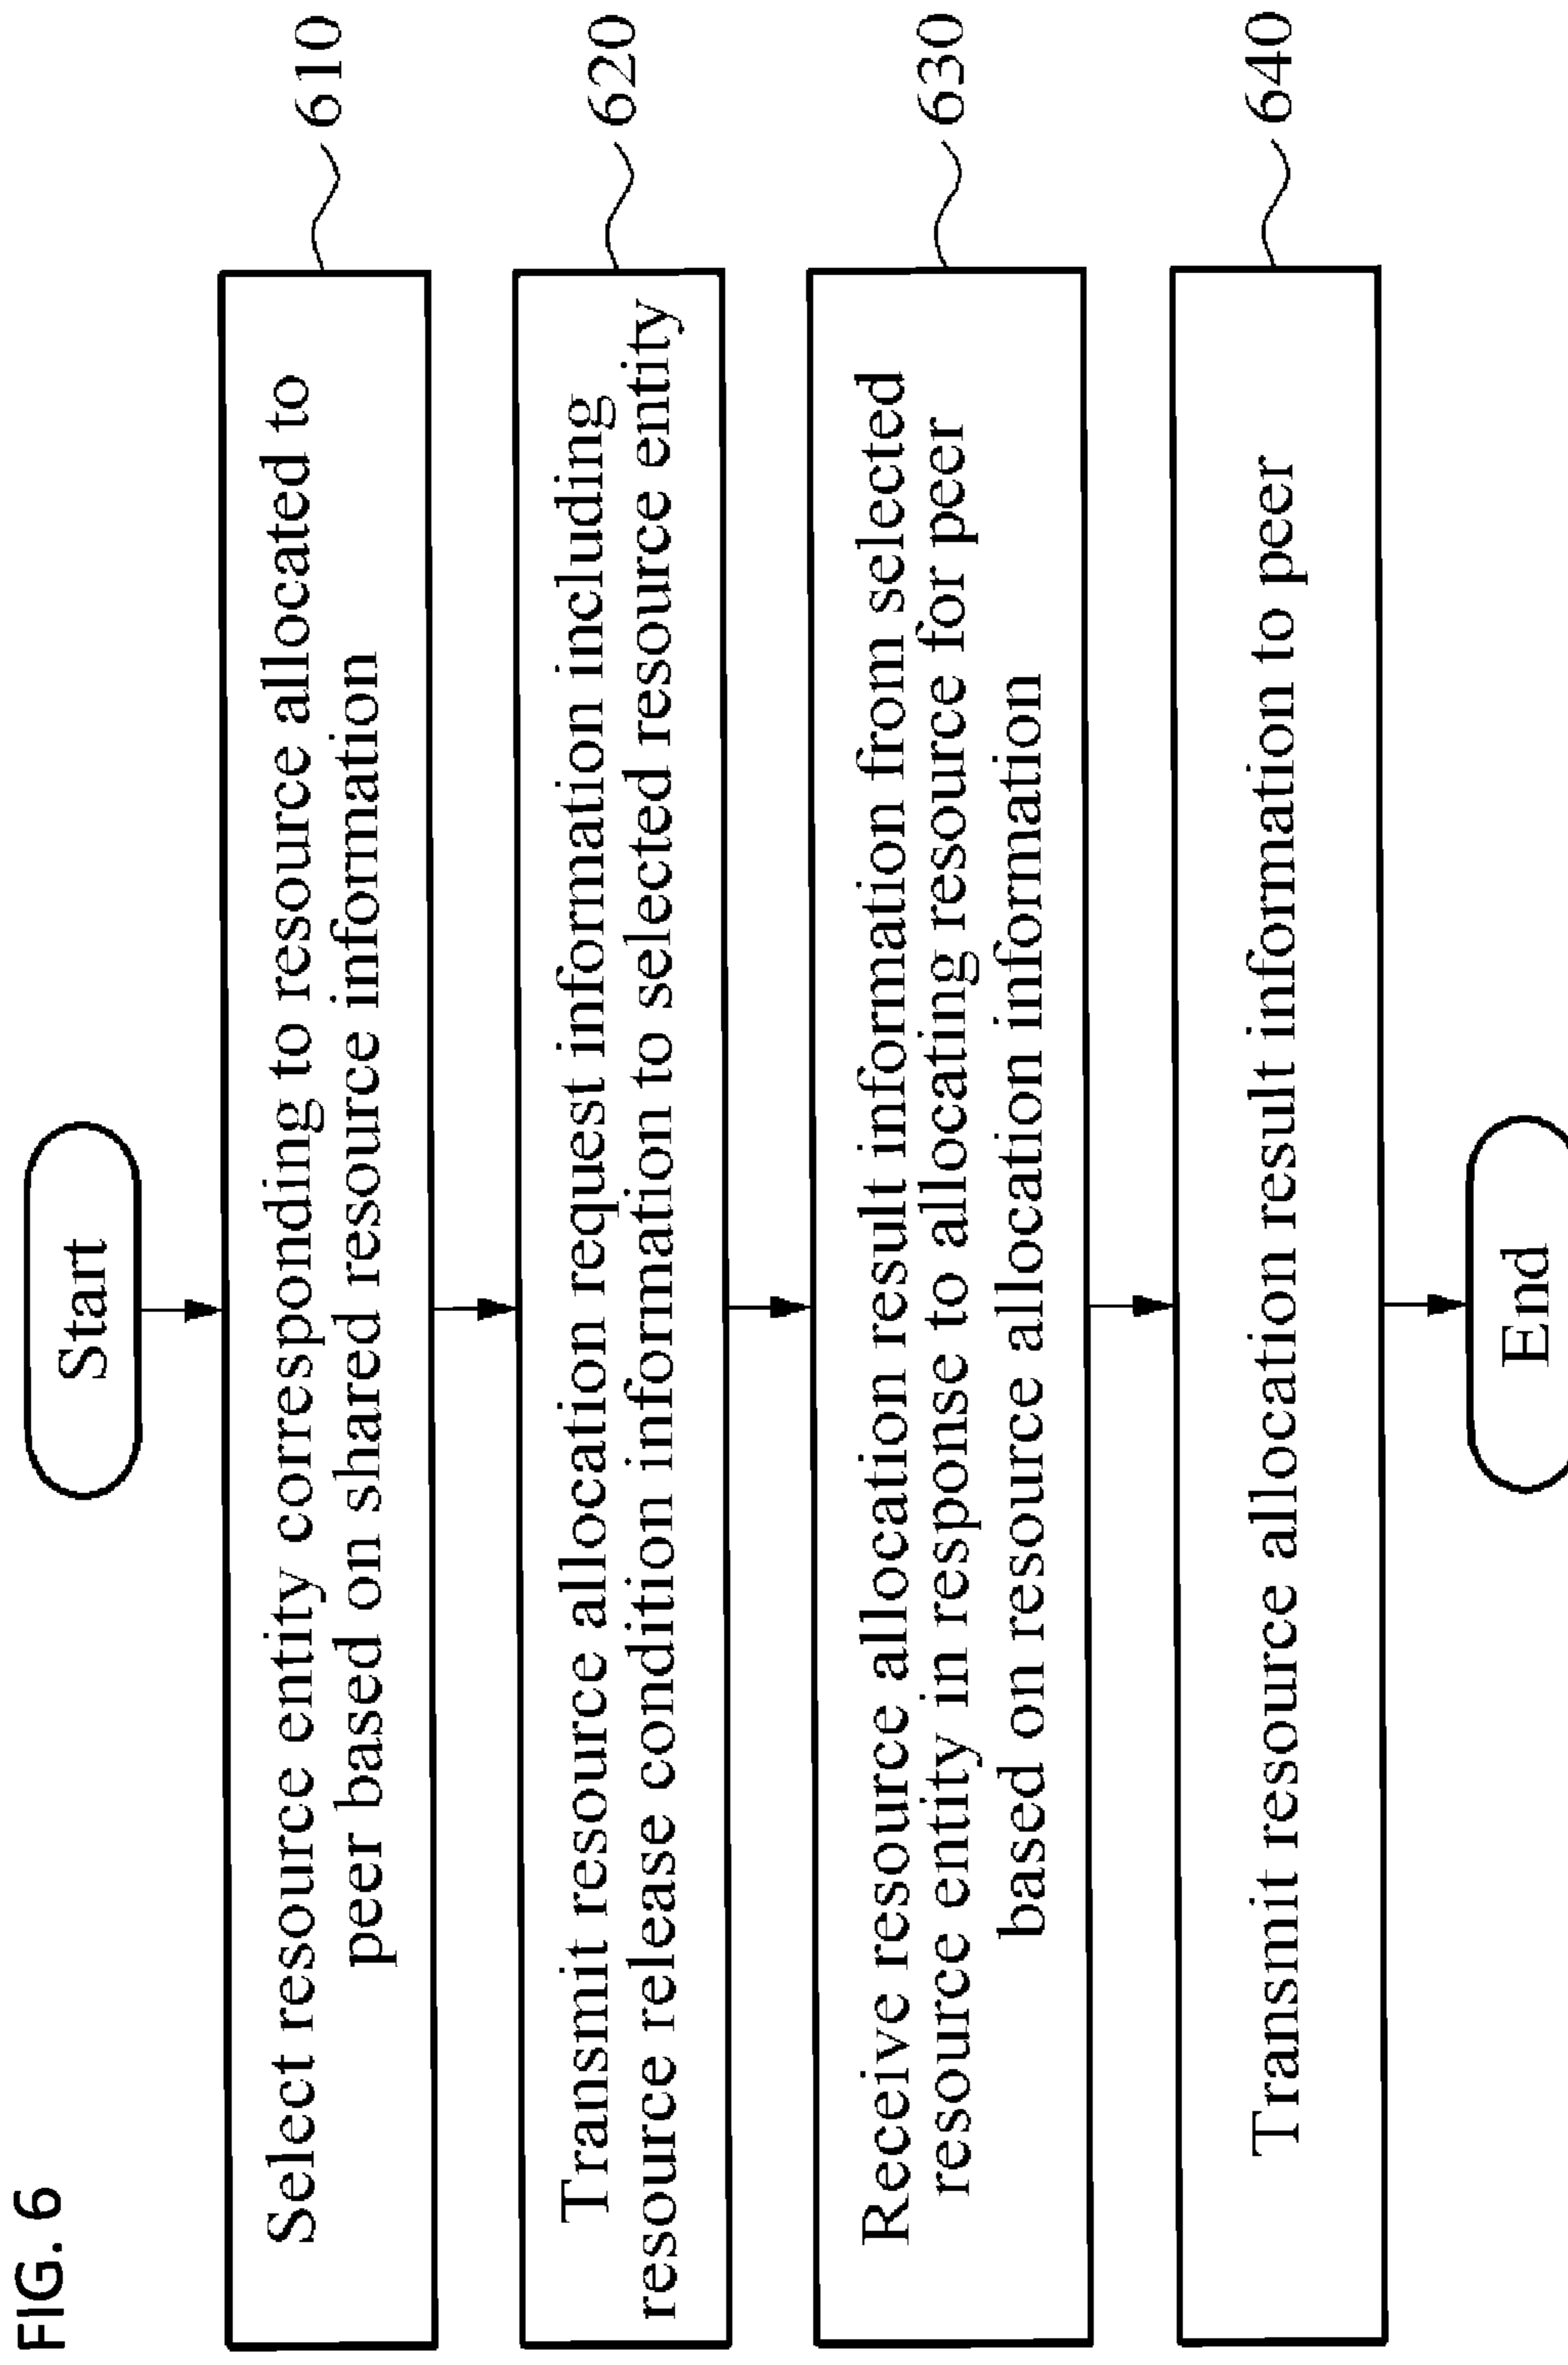 FIG. 6
Start
Select resource entity corresponding to resource allocated to
peer based on shared resource information
610
Transmit resource allocation request information including
resource release condition information to selected resource entity
620
Receive resource allocation result information from selected
resource entity in response to allocating resource for peer
based on resource allocation information
630
Transmit resource allocation result information to peer
640
End